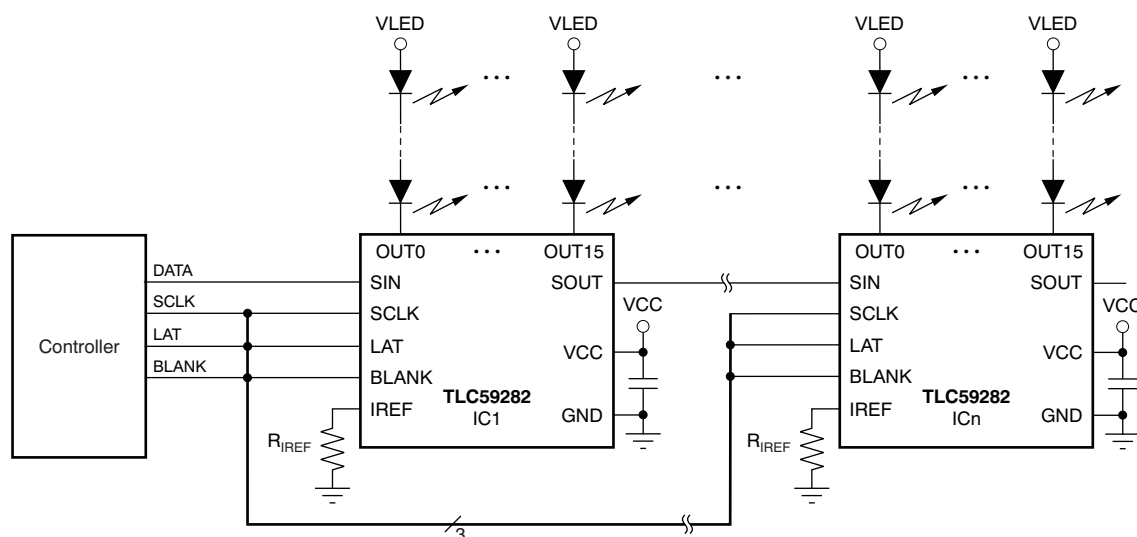 VLED VLED VLED VLED
OUT0 OUT15 OUT0 OUT15
Controller
DATA
SCLK
LAT
BLANK
SIN
SCLK
LAT
BLANK
IREF
SOUT
VCC
VCC
GND
TLC59282
IC1
RIREF
SIN
SCLK
LAT
BLANK
IREF
SOUT
VCC
VCC
GND
TLC59282
ICn
RIREF
3